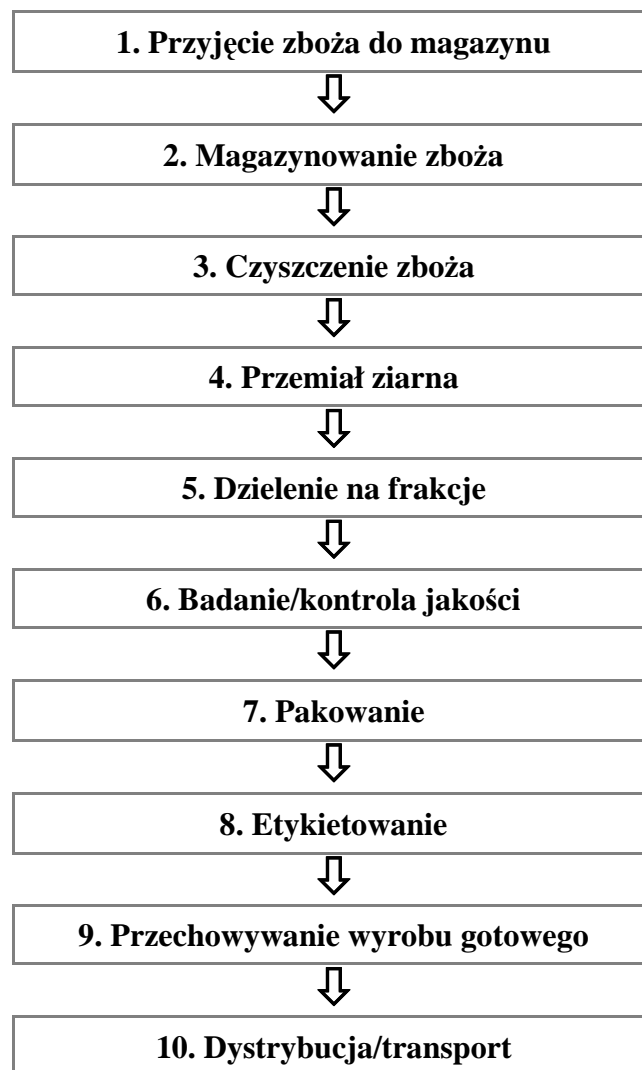 1. Przyjęcie zboża do magazynu
2. Magazynowanie zboża
3. Czyszczenie zboża
4. Przemiał ziarna
5. Dzielenie na frakcje
6. Badanie/kontrola jakości
7. Pakowanie
8. Etykietowanie
9. Przechowywanie wyrobu gotowego
10. Dystrybucja/transport